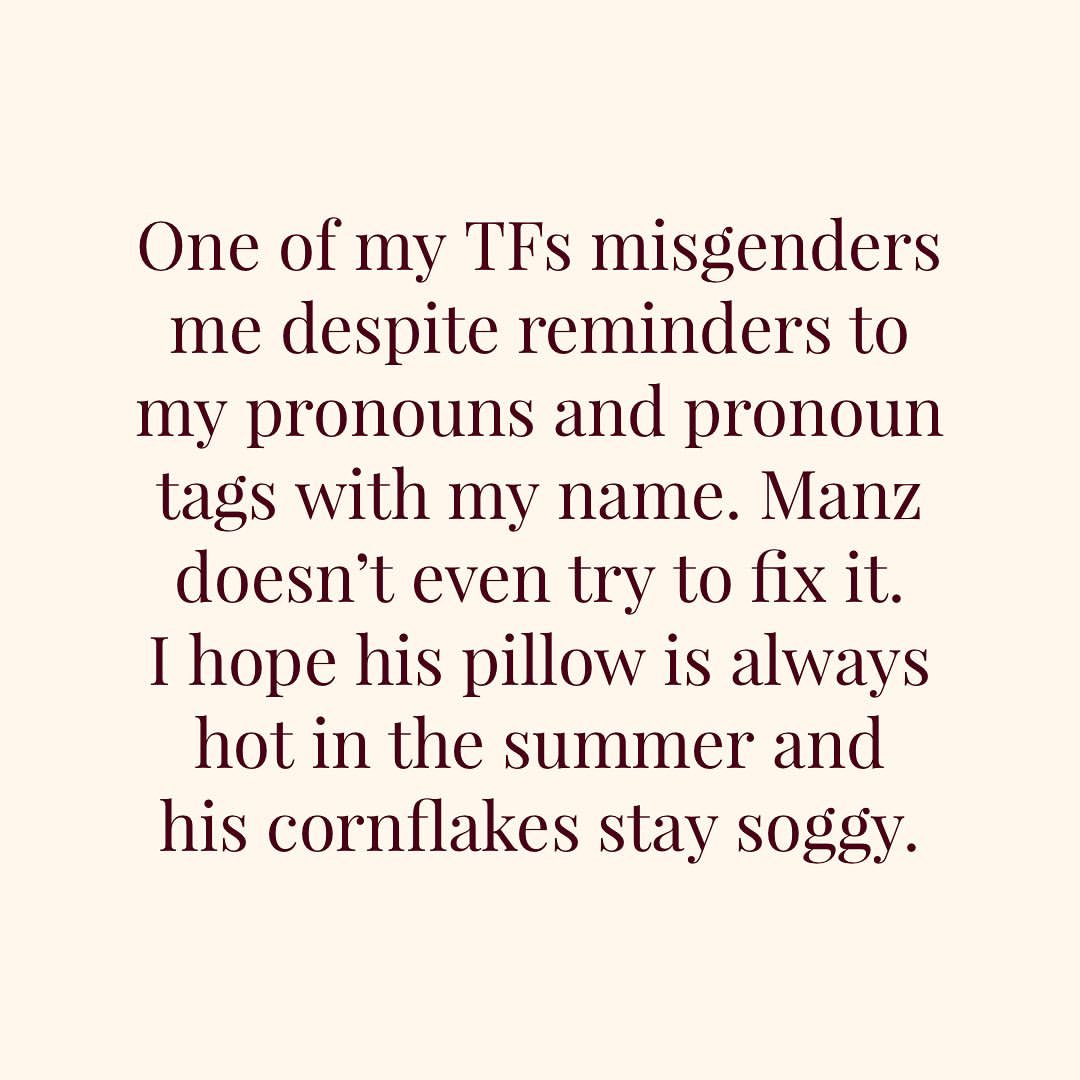 One of my TFs misgenders
me despite reminders to
my pronouns and pronoun
tags with my name. Manz
doesn’t even try to fix it.
I hope his pillow is always
hot in the summer and
his cornflakes stay soggy.